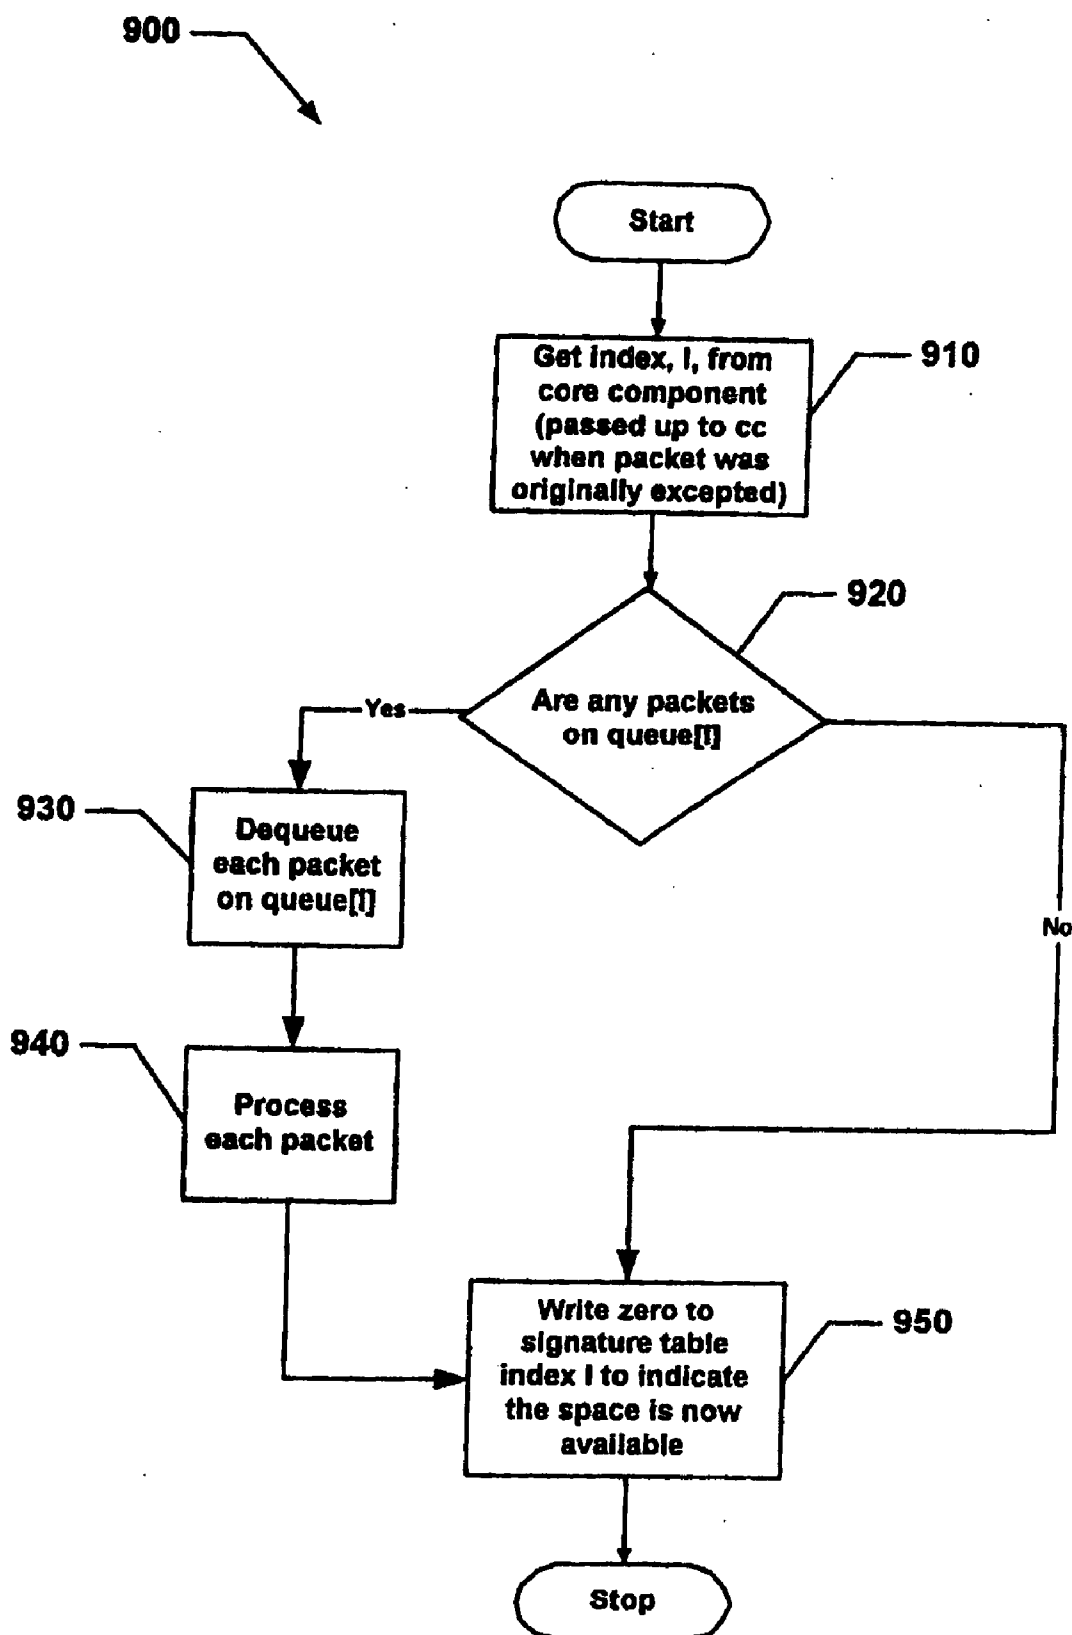 900
Start
Get index, I, from
core component
(passed up to cc
when packet was
originally excepted)
910
920
Are any packets
on queue[I]
Yes
930
Dequeue
each packet
on queue[I]
No
940
Process
each packet
Write zero to
signature table
index I to indicate
the space is now
available
950
Stop